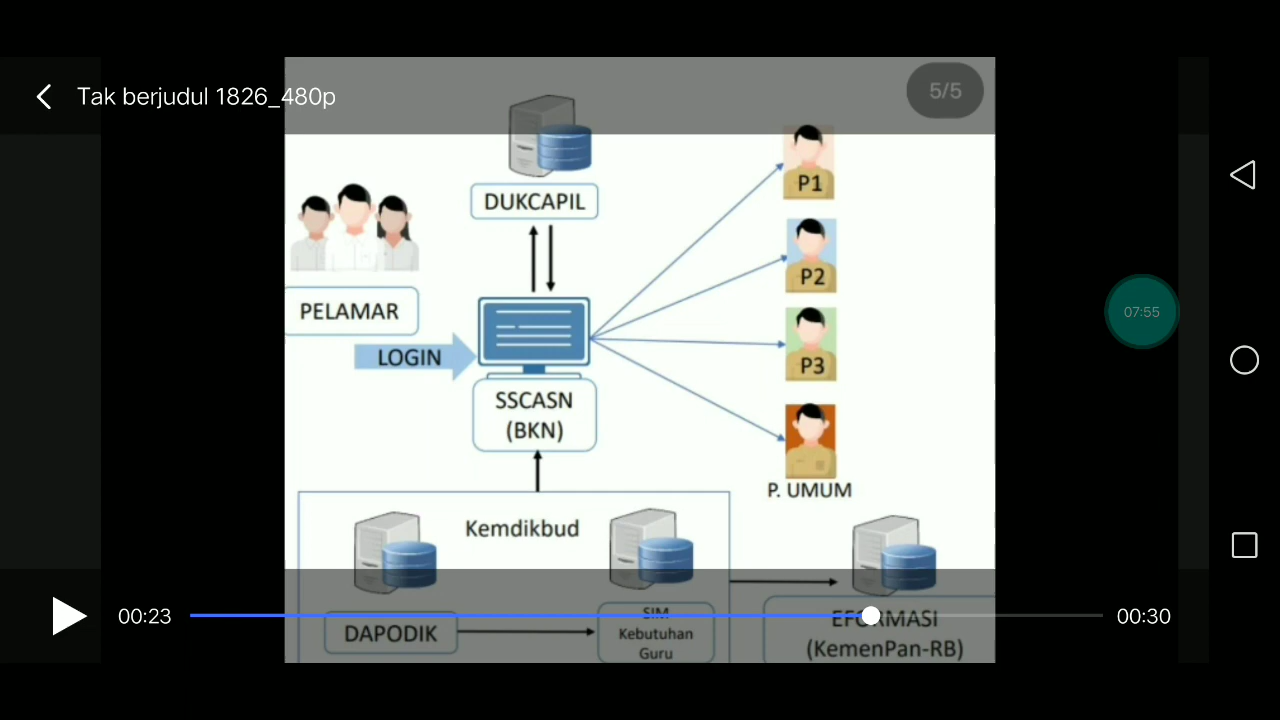 Tak berjudul 1826_480p
5/5
DUKCAPIL
P1
P2
PELAMAR
07:55
LOGIN
P3
SSCASN
(BKN)
P. UMUM
Kemdikbud
00:23
00:30
DAPODIK
SIM
Kebutuhan
Guru
EFORMASI
(KemenPan-RB)